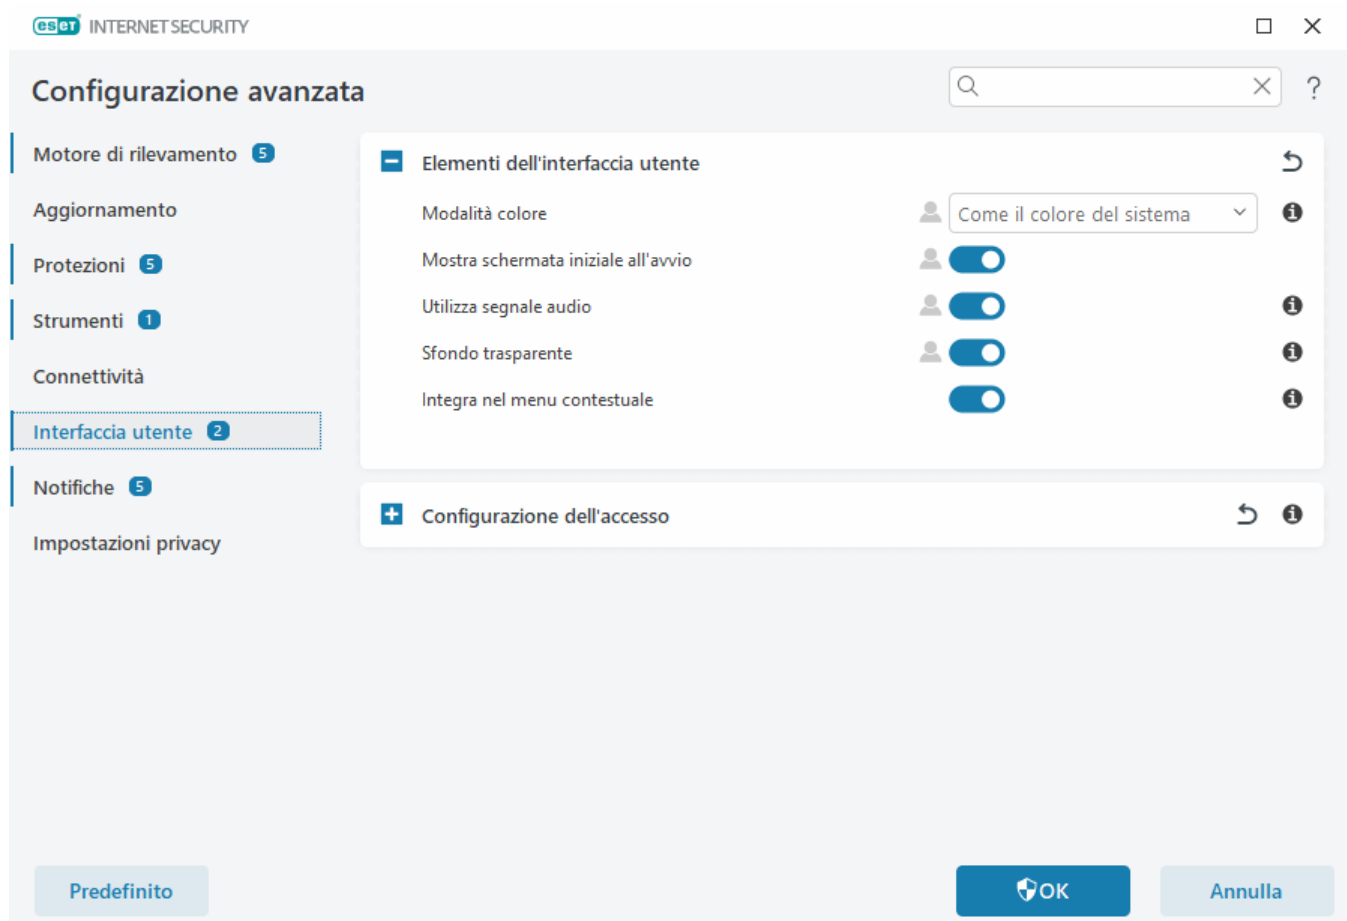 eset INTERNET SECURITY
Configurazione avanzata
?
Motore di rilevamento 5
Aggiornamento
Protezioni 5
Strumenti 1
Connettività
Interfaccia utente 2
Notifiche 5
Impostazioni privacy
Elementi dell'interfaccia utente
Modalità colore
Come il colore del sistema
Mostra schermata iniziale all'avvio
Utilizza segnale audio
Sfondo trasparente
Integra nel menu contestuale
Configurazione dell'accesso
Predefinito
OK
Annulla